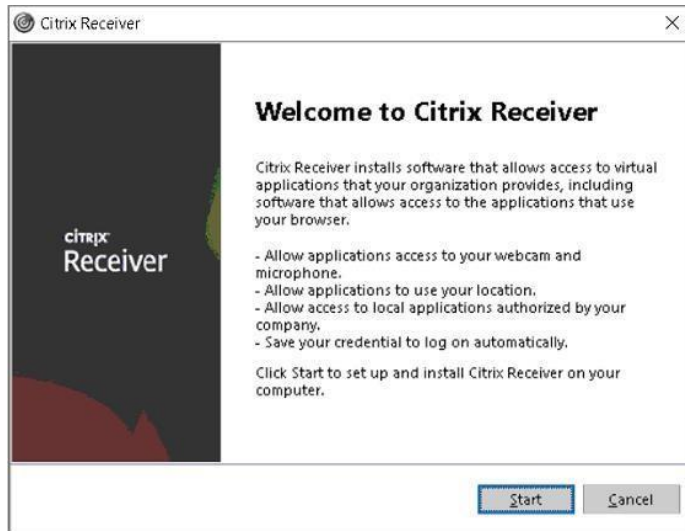 Citrix Receiver
Welcome to Citrix Receiver
Citrix Receiver installs software that allows access to virtual
applications that your organization provides, including
software that allows access to the applications that use
your browser.
- Allow applications access to your webcam and
microphone.
- Allow applications to use your location.
- Allow access to local applications authorized by your
company.
- Save your credential to log on automatically.
Click Start to set up and install Citrix Receiver on your
computer.
CITRIX
Receiver
Start
Cancel